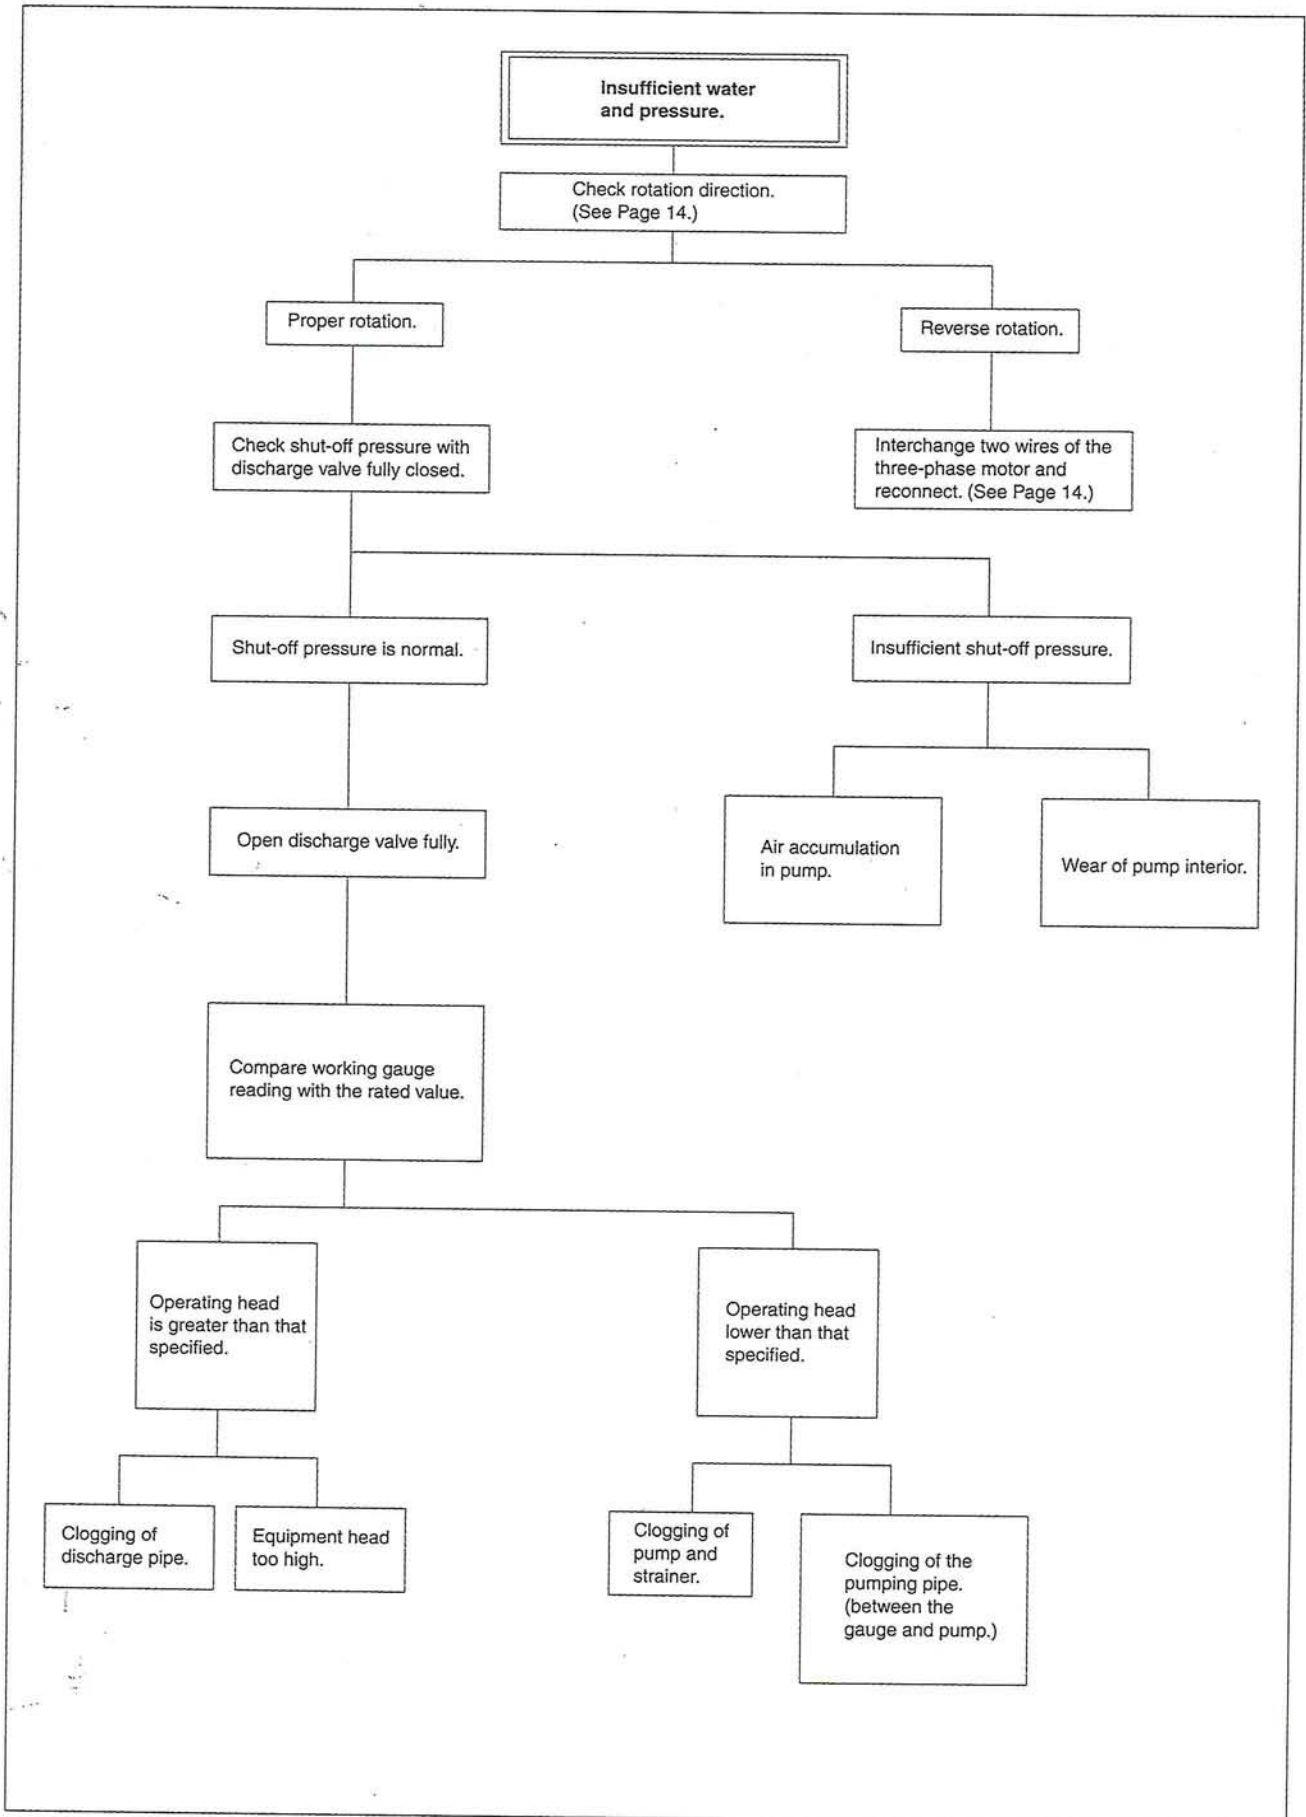 Insufficient water
and pressure.
Check rotation direction.
(See Page 14.)
Proper rotation.
Reverse rotation.
Check shut-off pressure with
discharge valve fully closed.
Interchange two wires of the
three-phase motor and
reconnect. (See Page 14.)
Shut-off pressure is normal.
Insufficient shut-off pressure.
Open discharge valve fully.
Air accumulation
in pump.
Wear of pump interior.
Compare working gauge
reading with the rated value.
Operating head
is greater than that
specified.
Operating head
lower than that
specified.
Clogging of
discharge pipe.
Equipment head
too high.
Clogging of
pump and
strainer.
Clogging of the
pumping pipe.
(between the
gauge and pump.)